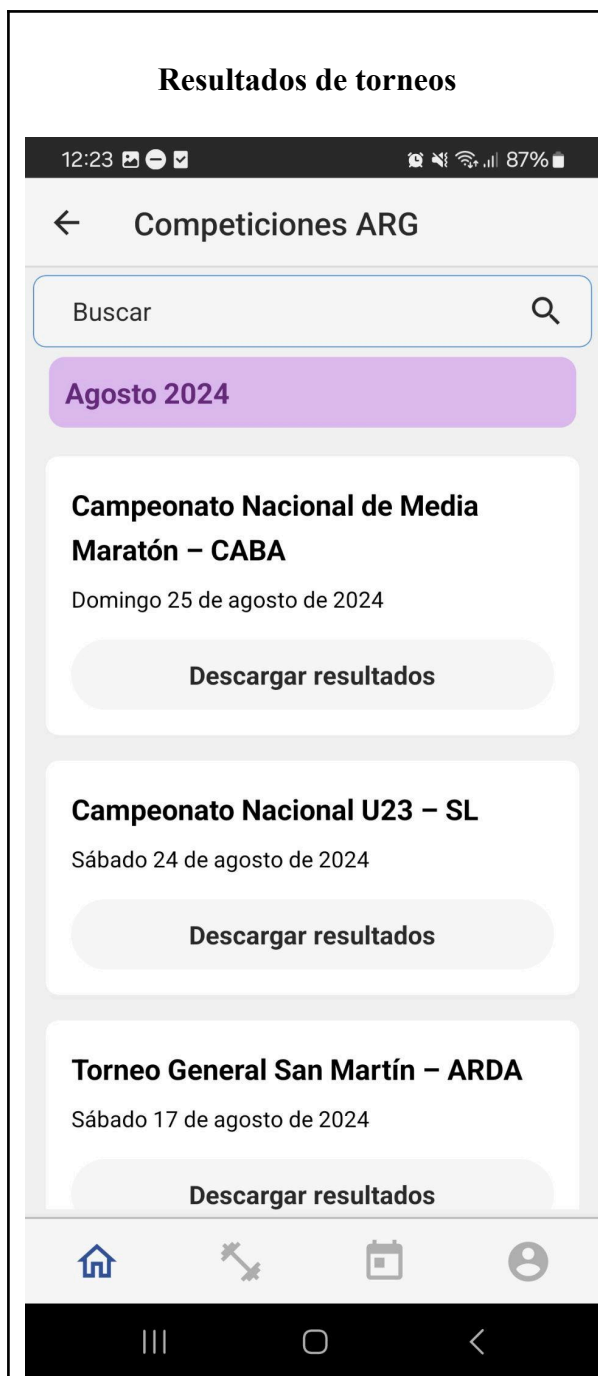 Resultados de torneos
12:23 87%
Competiciones ARG
Buscar
Agosto 2024
Campeonato Nacional de Media
Maratón – CABA
Domingo 25 de agosto de 2024
Descargar resultados
Campeonato Nacional U23 – SL
Sábado 24 de agosto de 2024
Descargar resultados
Torneo General San Martín – ARDA
Sábado 17 de agosto de 2024
Descargar resultados